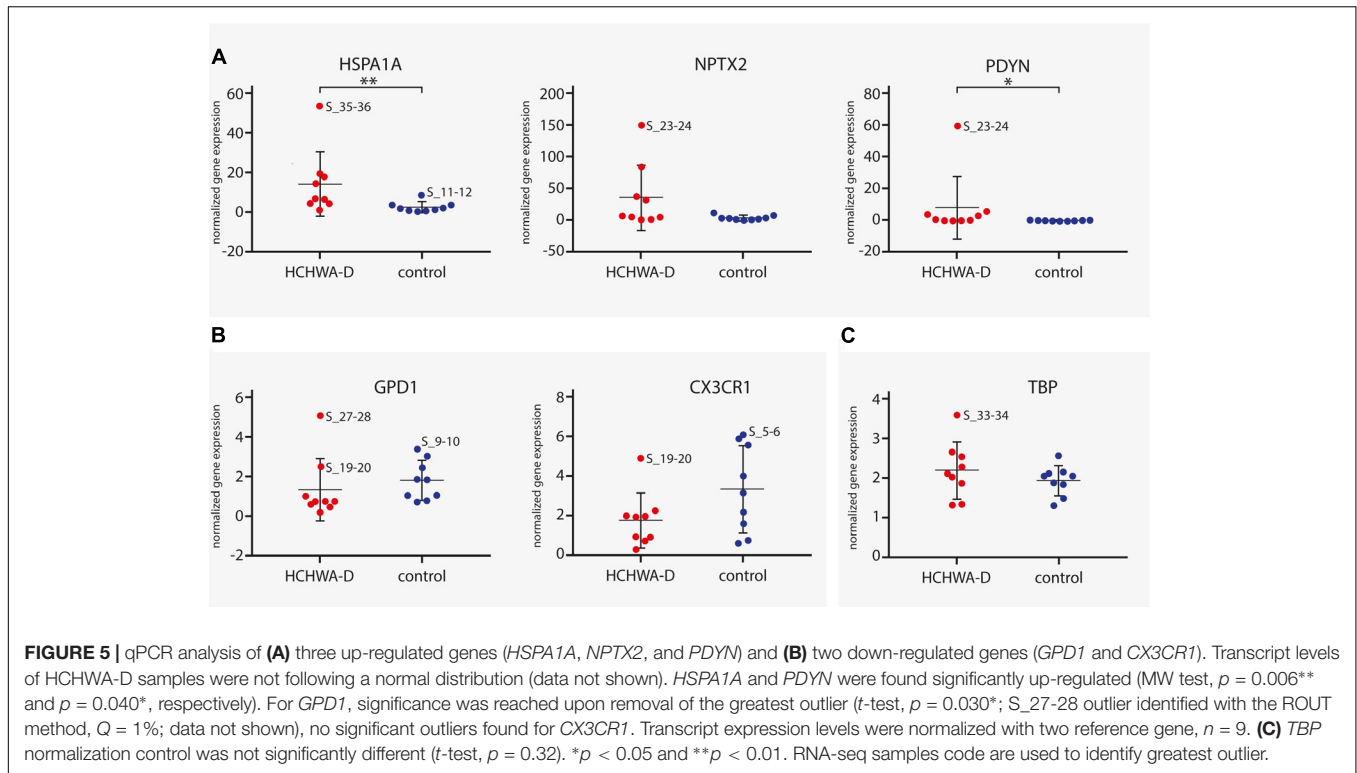 A
HSPA1A
**
normalized gene expression
60
40
20
0
-20
S_35-36
S_11-12
HCHWA-D
control
NPTX2
normalized gene expression
200
150
100
50
0
-50
S_23-24
HCHWA-D
control
PDYN
*
normalized gene expression
80
60
40
20
0
-20
S_23-24
HCHWA-D
control
B
GPD1
normalized gene expression
6
4
2
0
-2
S_27-28
S_19-20
S_9-10
HCHWA-D
control
CX3CR1
normalized gene expression
8
6
4
2
0
S_19-20
S_5-6
HCHWA-D
control
C
TBP
normalized gene expression
4
3
2
1
0
S_33-34
HCHWA-D
control
FIGURE 5 | qPCR analysis of (A) three up-regulated genes (HSPA1A, NPTX2, and PDYN) and (B) two down-regulated genes (GPD1 and CX3CR1). Transcript levels
of HCHWA-D samples were not following a normal distribution (data not shown). HSPA1A and PDYN were found significantly up-regulated (MW test, p = 0.006**
and p = 0.040*, respectively). For GPD1, significance was reached upon removal of the greatest outlier (t-test, p = 0.030*; S_27-28 outlier identified with the ROUT
method, Q = 1%; data not shown), no significant outliers found for CX3CR1. Transcript expression levels were normalized with two reference gene, n = 9. (C) TBP
normalization control was not significantly different (t-test, p = 0.32). *p < 0.05 and **p < 0.01. RNA-seq samples code are used to identify greatest outlier.